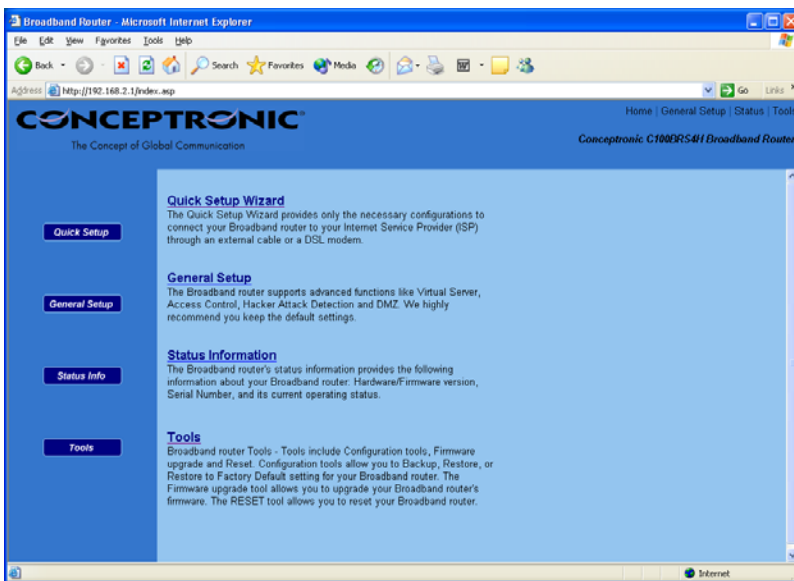 Broadband Router - Microsoft Internet Explorer
File Edit View Favorites Tools Help
Back Search Favorites Media
Address http://192.168.2.1/index.asp Go Links
CONCEPTRONIC
The Concept of Global Communication
Home | General Setup | Status | Tools
Conceptronic C100BRS4H Broadband Router
Quick Setup
General Setup
Status Info
Tools
Quick Setup Wizard
The Quick Setup Wizard provides only the necessary configurations to
connect your Broadband router to your Internet Service Provider (ISP)
through an external cable or a DSL modem.
General Setup
The Broadband router supports advanced functions like Virtual Server,
Access Control, Hacker Attack Detection and DMZ. We highly
recommend you keep the default settings.
Status Information
The Broadband router's status information provides the following
information about your Broadband router: Hardware/Firmware version,
Serial Number, and its current operating status.
Tools
Broadband router Tools - Tools include Configuration tools, Firmware
upgrade and Reset. Configuration tools allow you to Backup, Restore, or
Restore to Factory Default setting for your Broadband router. The
Firmware upgrade tool allows you to upgrade your Broadband router's
firmware. The RESET tool allows you to reset your Broadband router.
Internet